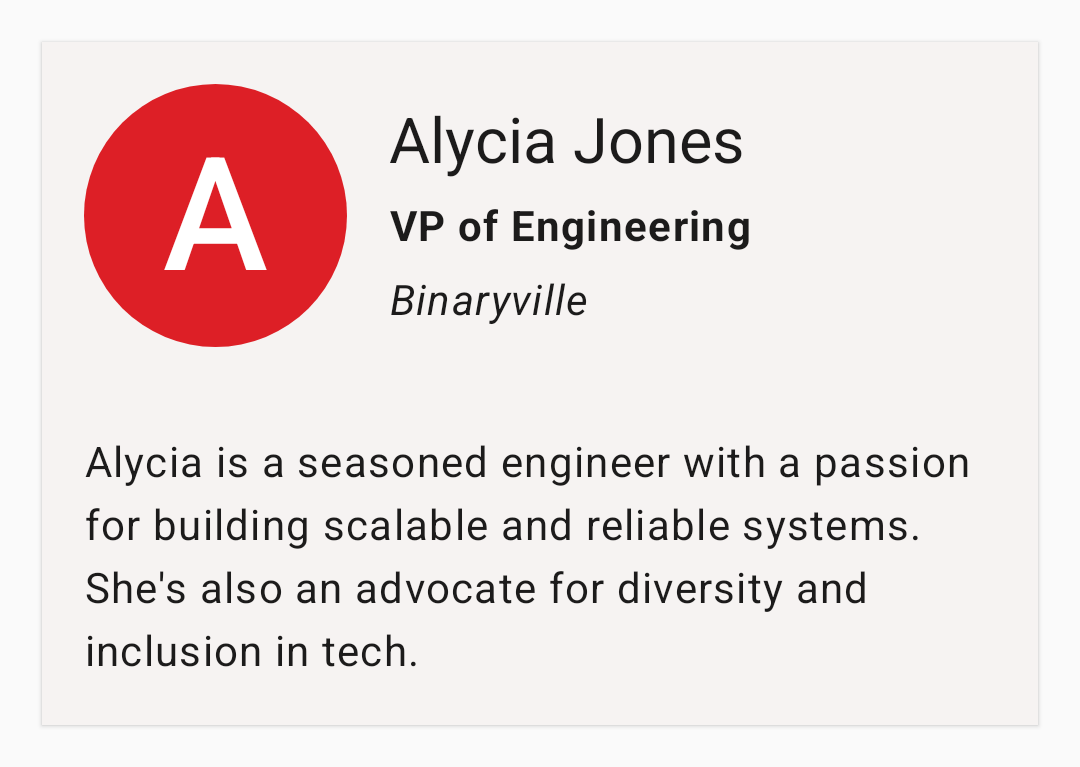 A
Alycia Jones
VP of Engineering
Binaryville
Alycia is a seasoned engineer with a passion
for building scalable and reliable systems.
She's also an advocate for diversity and
inclusion in tech.